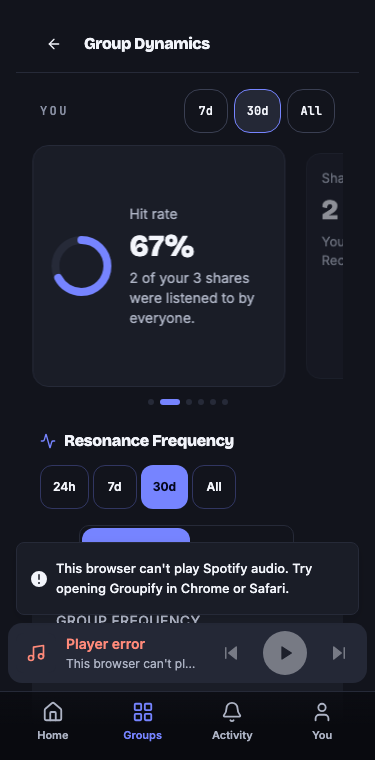 Group Dynamics
YOU
7d
30d
All
Hit rate
67%
2 of your 3 shares
were listened to by
everyone.
Sha
2
You
Rec
Resonance Frequency
24h
7d
30d
All
This browser can't play Spotify audio. Try
opening Groupify in Chrome or Safari.
GROUP FREQUENCY
Player error
This browser can't pl...
Home
Groups
Activity
You